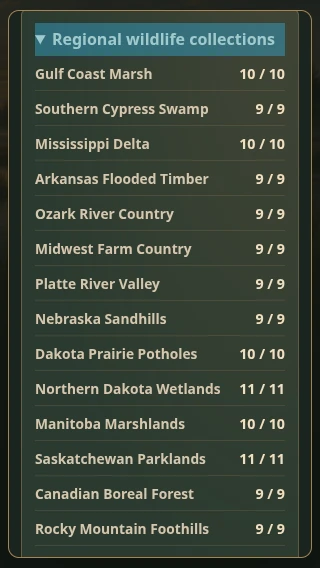 ▼ Regional wildlife collections
Gulf Coast Marsh 10 / 10
Southern Cypress Swamp 9 / 9
Mississippi Delta 10 / 10
Arkansas Flooded Timber 9 / 9
Ozark River Country 9 / 9
Midwest Farm Country 9 / 9
Platte River Valley 9 / 9
Nebraska Sandhills 9 / 9
Dakota Prairie Potholes 10 / 10
Northern Dakota Wetlands 11 / 11
Manitoba Marshlands 10 / 10
Saskatchewan Parklands 11 / 11
Canadian Boreal Forest 9 / 9
Rocky Mountain Foothills 9 / 9